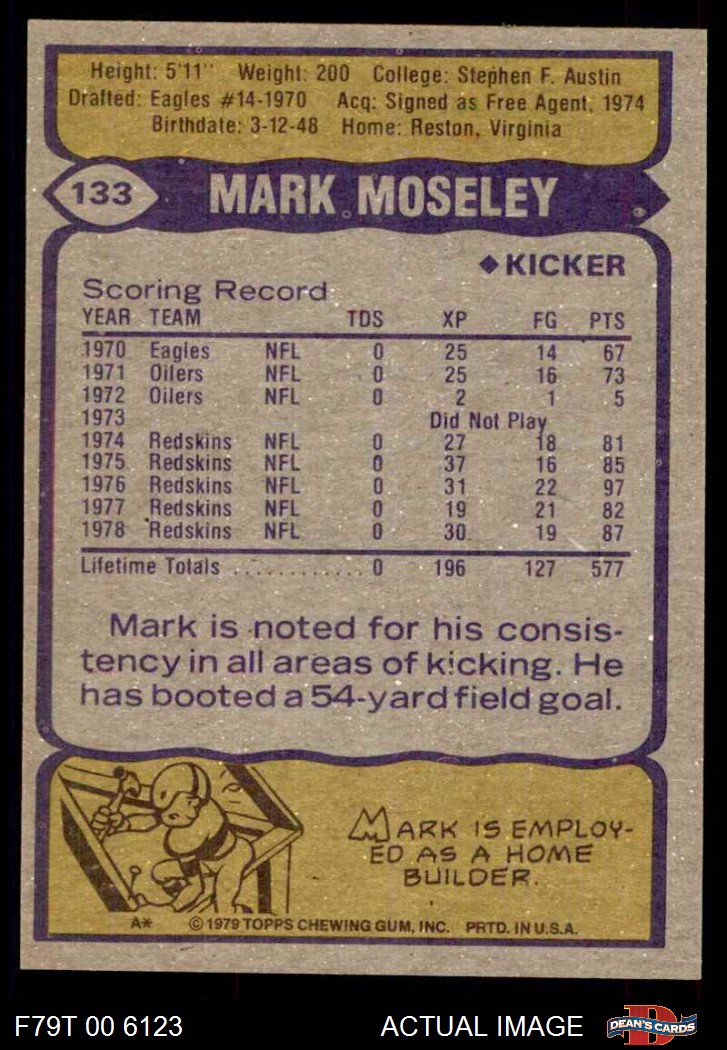 Height: 5'11" Weight: 200 College: Stephen F. Austin
Drafted: Eagles #14-1970 Acq: Signed as Free Agent, 1974
Birthdate: 3-12-48 Home: Reston, Virginia
133 MARK MOSELEY
◆KICKER
Scoring Record
YEAR TEAM TDS XP FG PTS
1970 Eagles NFL 0 25 14 67
1971 Oilers NFL 0 25 16 73
1972 Oilers NFL 0 2 1 5
1973 Did Not Play
1974 Redskins NFL 0 27 18 81
1975 Redskins NFL 0 37 16 85
1976 Redskins NFL 0 31 22 97
1977 Redskins NFL 0 19 21 82
1978 Redskins NFL 0 30 19 87
Lifetime Totals ............ 0 196 127 577
Mark is noted for his consis-
tency in all areas of kicking. He
has booted a 54-yard field goal.
MARK IS EMPLOY-
ED AS A HOME
BUILDER.
A* © 1979 TOPPS CHEWING GUM, INC. PRTD. IN U.S.A.
F79T 00 6123 ACTUAL IMAGE D DEAN'S CARDS